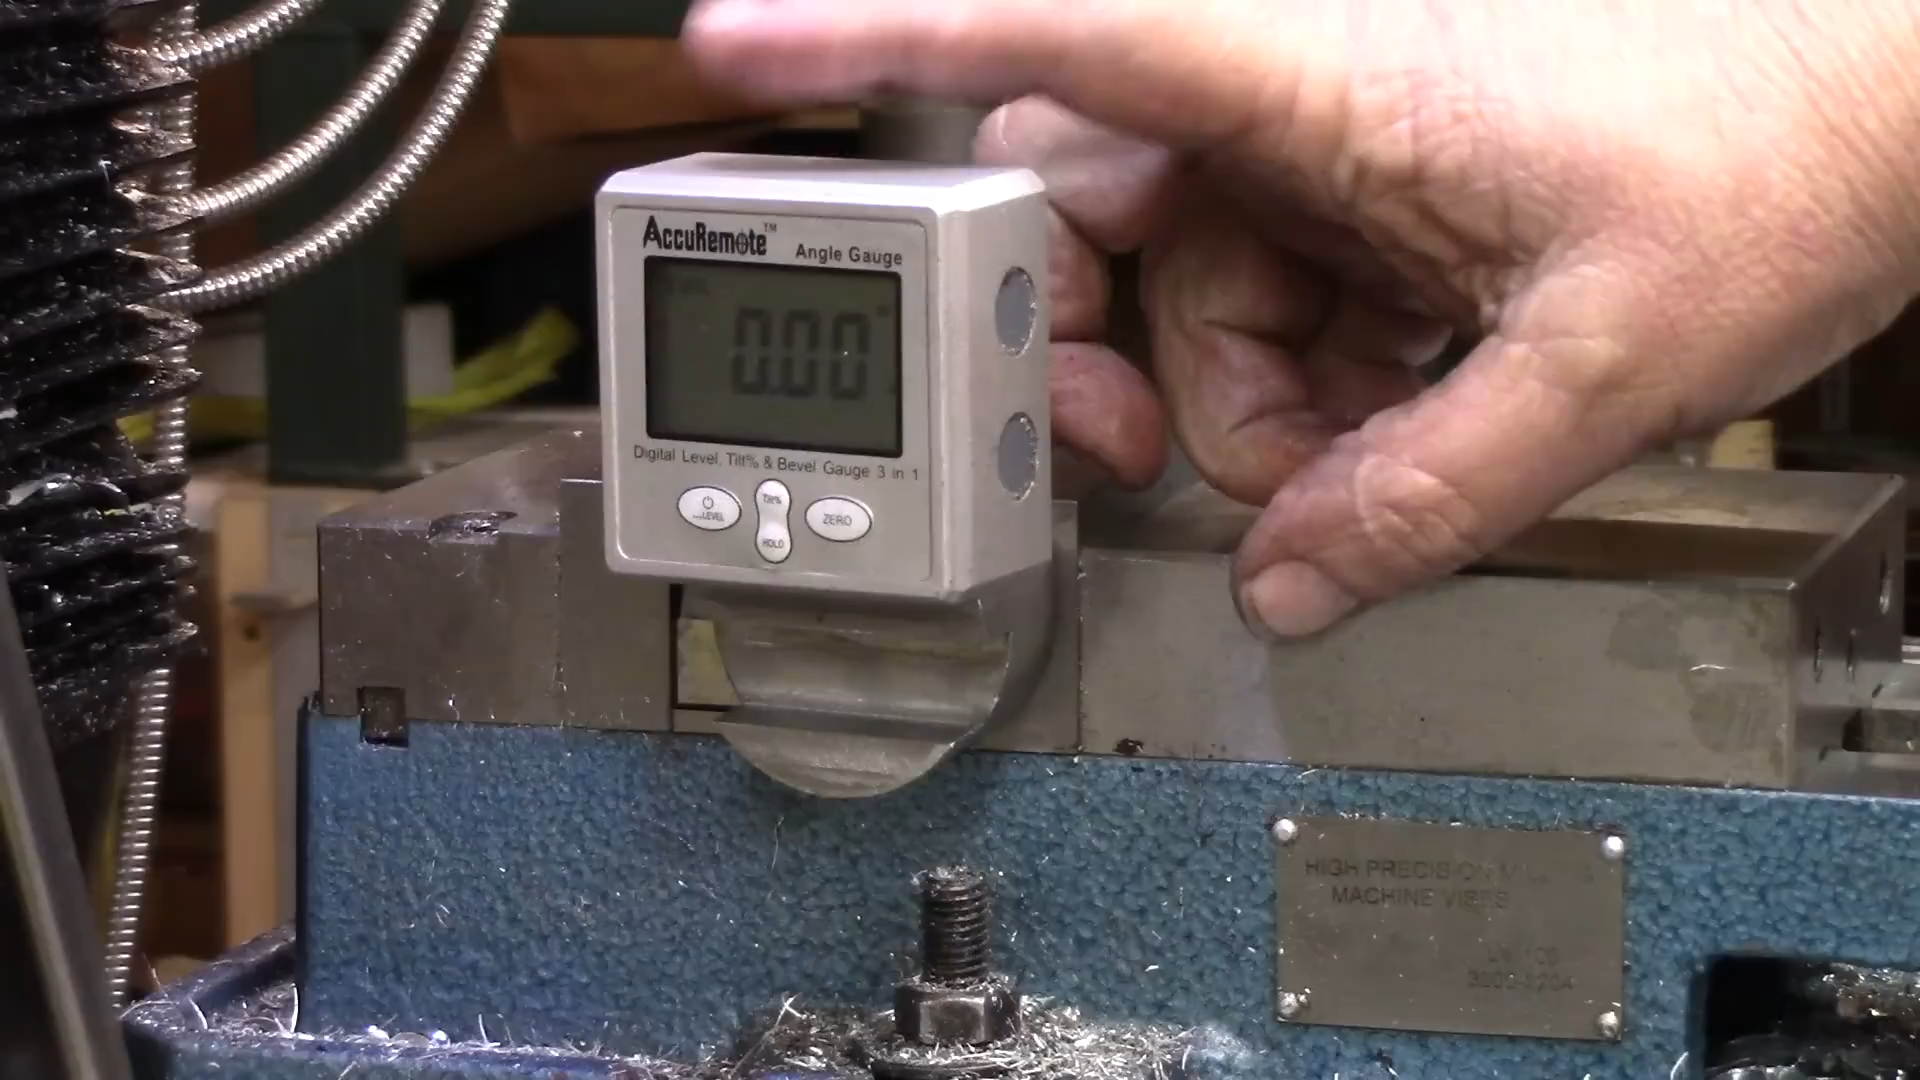 AccuRemote™
Angle Gauge
0.00
Digital Level, Tilt% & Bevel Gauge 3 in 1
LEVEL
Tilt%
HOLD
ZERO
HIGH PRECISION
MACHINE VISES